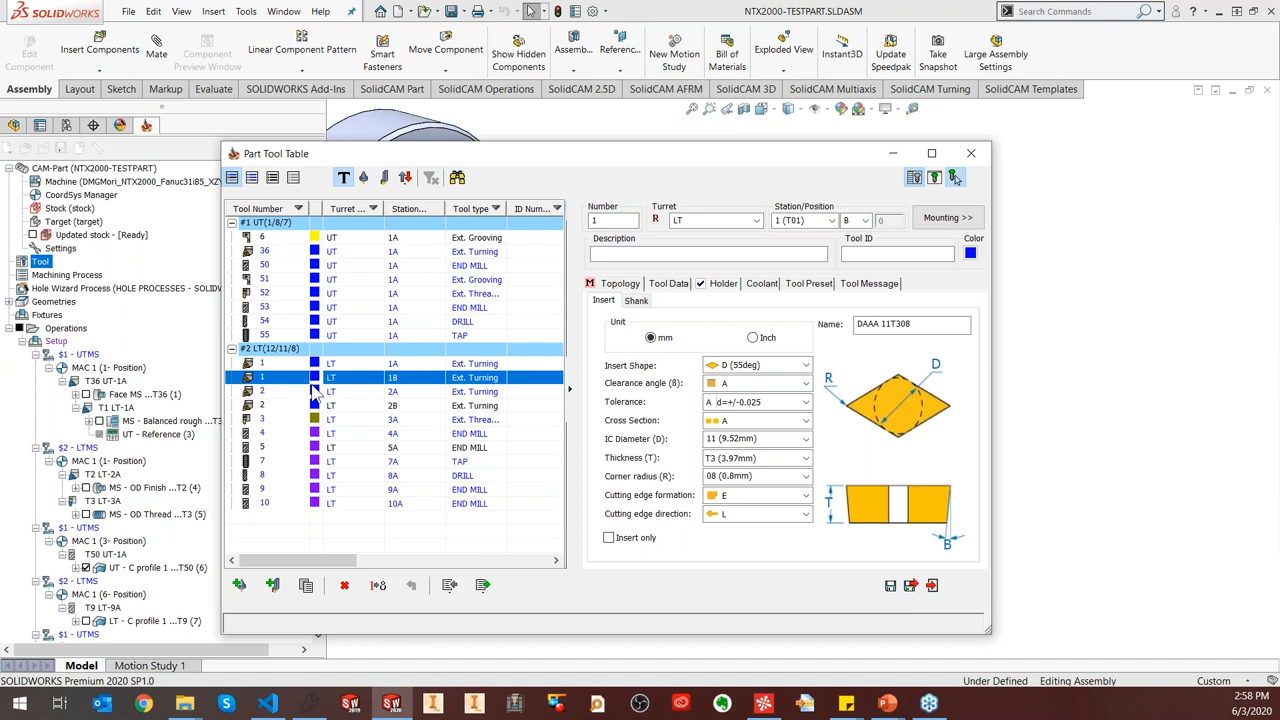 SOLIDWORKS File Edit View Insert Tools Window Help NTX2000-TESTPART.SLDASM Search Commands
Edit Component
Insert Components
Mate
Component Preview Window
Linear Component Pattern
Smart Fasteners
Move Component
Show Hidden Components
Assemb...
Referenc...
New Motion Study
Bill of Materials
Exploded View
Instant3D
Update Speedpak
Take Snapshot
Large Assembly Settings
Assembly Layout Sketch Markup Evaluate SOLIDWORKS Add-Ins SolidCAM Part SolidCAM Operations SolidCAM 2.5D SolidCAM AFRM SolidCAM 3D SolidCAM Multiaxis SolidCAM Turning SolidCAM Templates
CAM-Part (NTX2000-TESTPART)
Machine (DMGMori_NTX2000_Fanuc31iB5_XZY
CoordSys Manager
Stock (stock)
Target (target)
Updated stock - [Ready]
Settings
Tool
Machining Process
Hole Wizard Process (HOLE PROCESSES - SOLIDW
Geometries
Fixtures
Operations
Setup
$1 - UTMS
MAC 1 (1- Position)
T36 UT-1A
Face MS ...T36 (1)
T1 LT-1A
MS - Balanced rough ...T3
UT - Reference (3)
$2 - LTMS
MAC 1 (1- Position)
T2 LT-2A
MS - OD Finish ...T2 (4)
T3 LT-3A
MS - OD Thread ...T3 (5)
$1 - UTMS
MAC 1 (3- Position)
T50 UT-1A
UT - C profile 1 ...T50 (6)
$2 - LTMS
MAC 1 (6- Position)
T9 LT-9A
LT - C profile 1 ...T9 (7)
$1 - UTMS
Part Tool Table
Tool Number Turret ... Station... Tool type ID Num...
#1 UT(1/8/7)
6 UT 1A Ext. Grooving
36 UT 1A Ext. Turning
50 UT 1A END MILL
51 UT 1A Ext. Grooving
52 UT 1A Ext. Threa...
53 UT 1A END MILL
54 UT 1A DRILL
55 UT 1A TAP
#2 LT(12/11/8)
1 LT 1A Ext. Turning
1 LT 1B Ext. Turning
2 LT 2A Ext. Turning
2 LT 2B Ext. Turning
3 LT 3A Ext. Threa...
4 LT 4A END MILL
5 LT 5A END MILL
7 LT 7A TAP
8 LT 8A DRILL
9 LT 9A END MILL
10 LT 10A END MILL
Number Turret Station/Position
1 R LT 1 (T01) B 0 Mounting >>
Description Tool ID Color
M Topology Tool Data Holder Coolant Tool Preset Tool Message
Insert Shank
Unit
mm Inch
Name: DAAA 11T308
Insert Shape: D (55deg)
Clearance angle (ß): A
Tolerance: A d=+/-0.025
Cross Section: A
IC Diameter (D): 11 (9.52mm)
Thickness (T): T3 (3.97mm)
Corner radius (R): 08 (0.8mm)
Cutting edge formation: E
Cutting edge direction: L
Insert only
D
R
T
B
Model Motion Study 1
SOLIDWORKS Premium 2020 SP1.0 Under Defined Editing Assembly Custom
2:58 PM
6/3/2020